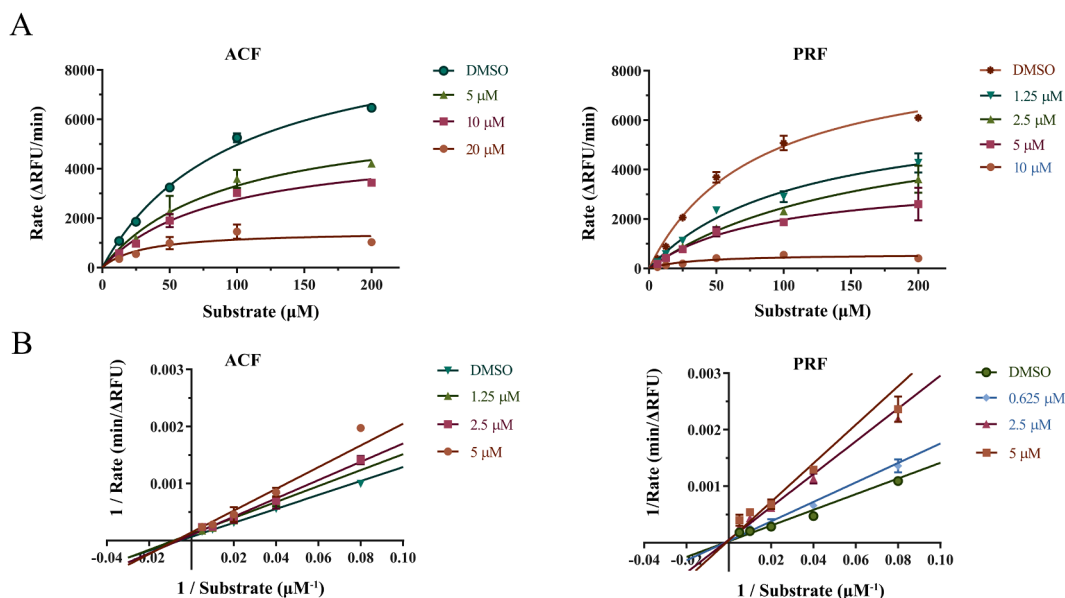 A
ACF
8000
6000
4000
2000
0
0
50
100
150
200
Rate (ΔRFU/min)
Substrate (μM)
DMSO
5 μM
10 μM
20 μM
PRF
8000
6000
4000
2000
0
0
50
100
150
200
Rate (ΔRFU/min)
Substrate (μM)
DMSO
1.25 μM
2.5 μM
5 μM
10 μM
B
ACF
0.003
0.002
0.001
-0.04
-0.02
0.00
0.02
0.04
0.06
0.08
0.10
1 / Rate (min/ΔRFU)
1 / Substrate (μM⁻¹)
DMSO
1.25 μM
2.5 μM
5 μM
PRF
0.003
0.002
0.001
-0.04
-0.02
0.00
0.02
0.04
0.06
0.08
0.10
1/Rate (min/ΔRFU)
1 / Substrate (μM⁻¹)
DMSO
0.625 μM
2.5 μM
5 μM